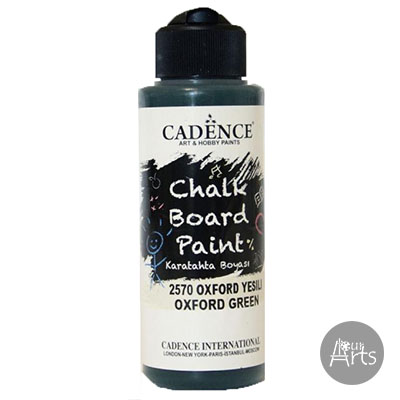 CADENCE
ART & HOBBY PAINTS
Chalk
Board
Paint
Karatahta Boyası
2570 OXFORD YESILI
OXFORD GREEN
CADENCE INTERNATIONAL
LONDON-NEW YORK-PARIS-ISTANBUL-MOSCOW
Arts